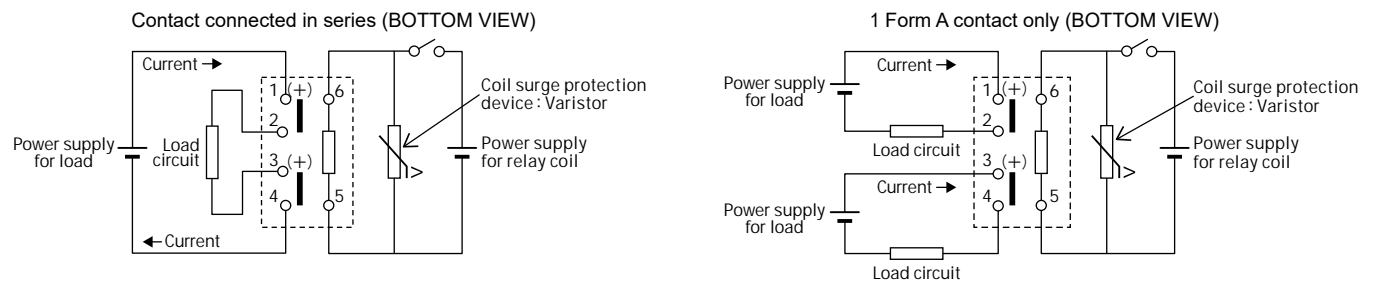 Contact connected in series (BOTTOM VIEW)
Current →
1 (+)
6
2
3 (+)
4
5
Power supply
for load
Load
circuit
← Current
Coil surge protection
device : Varistor
Power supply
for relay coil
1 Form A contact only (BOTTOM VIEW)
Current →
Power supply
for load
1 (+)
6
2
Load circuit
3 (+)
Current →
4
5
Power supply
for load
Load circuit
Coil surge protection
device : Varistor
Power supply
for relay coil